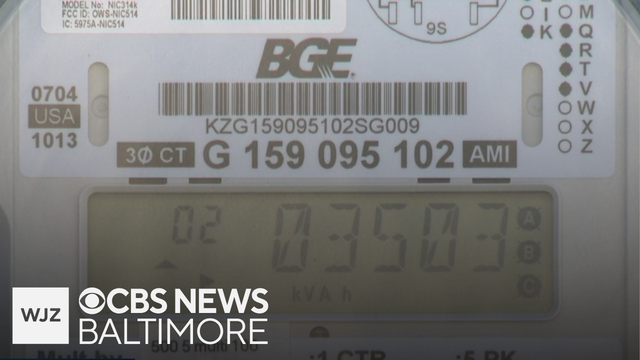 MODEL No: NIC314k
FCC ID: OWS-NIC514
IC: 5975A-NIC514
9S
I
K
M
Q
R
T
V
W
X
Z
BGE
0704
USA
1013
KZG159095102SG009
3Ø CT G 159 095 102 AMI
02 03503
A
B
C
kVA h
WJZ CBS NEWS
BALTIMORE